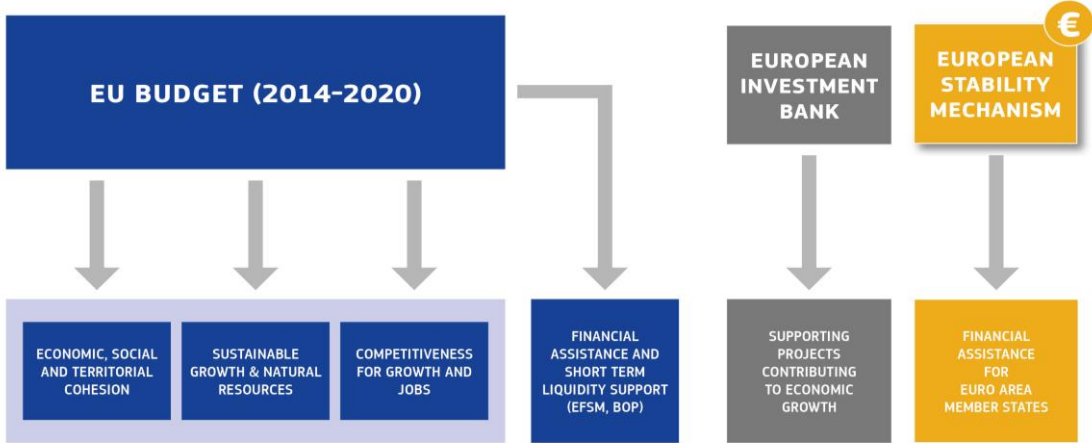 EU BUDGET (2014-2020)
EUROPEAN
INVESTMENT
BANK
€
EUROPEAN
STABILITY
MECHANISM
ECONOMIC, SOCIAL
AND TERRITORIAL
COHESION
SUSTAINABLE
GROWTH & NATURAL
RESOURCES
COMPETITIVENESS
FOR GROWTH AND
JOBS
FINANCIAL
ASSISTANCE AND
SHORT TERM
LIQUIDITY SUPPORT
(EFSM, BOP)
SUPPORTING
PROJECTS
CONTRIBUTING
TO ECONOMIC
GROWTH
FINANCIAL
ASSISTANCE
FOR
EURO AREA
MEMBER STATES